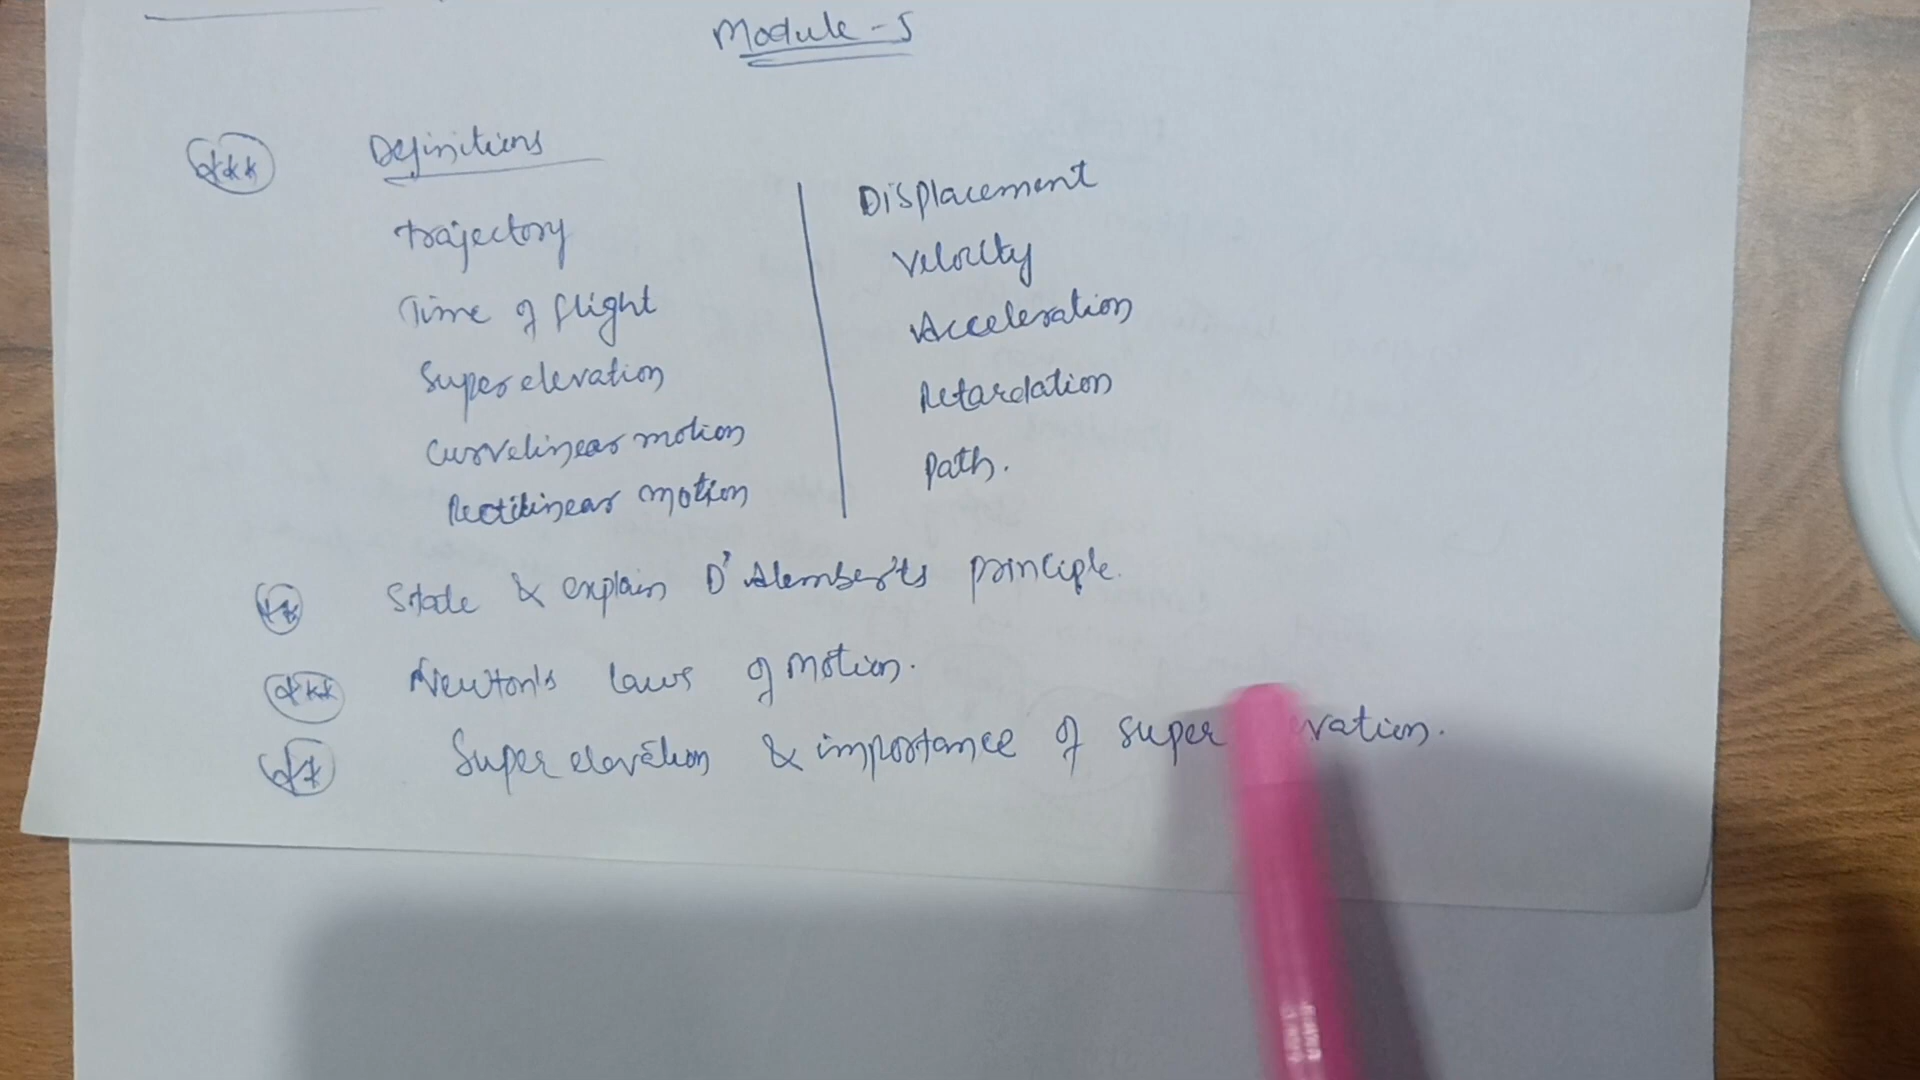 Module - 5
*** Definitions
Trajectory
Time of flight
Super elevation
Curvelinear motion
Rectilinear motion
Displacement
Velocity
Acceleration
Retardation
Path.
** State & explain D'Alembert's principle.
*** Newton's laws of motion.
** Super elevation & importance of super vation.